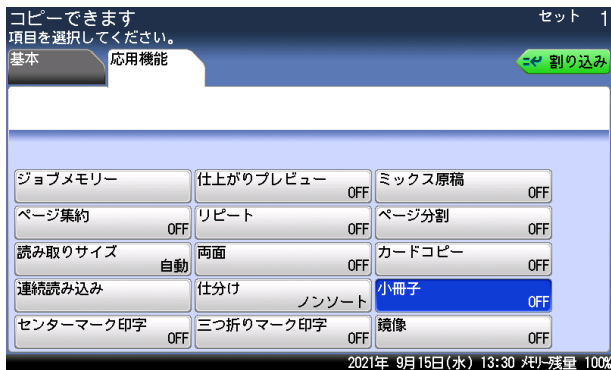 コピーできます
セット 1
項目を選択してください。
基本
応用機能
割り込み
ジョブメモリー
仕上がりプレビュー
OFF
ミックス原稿
OFF
ページ集約
OFF
リピート
OFF
ページ分割
OFF
読み取りサイズ
自動
両面
OFF
カードコピー
OFF
連続読み込み
仕分け
ノンソート
小冊子
OFF
センターマーク印字
OFF
三つ折りマーク印字
OFF
鏡像
OFF
2021年 9月15日(水) 13:30 メモリー残量 100%